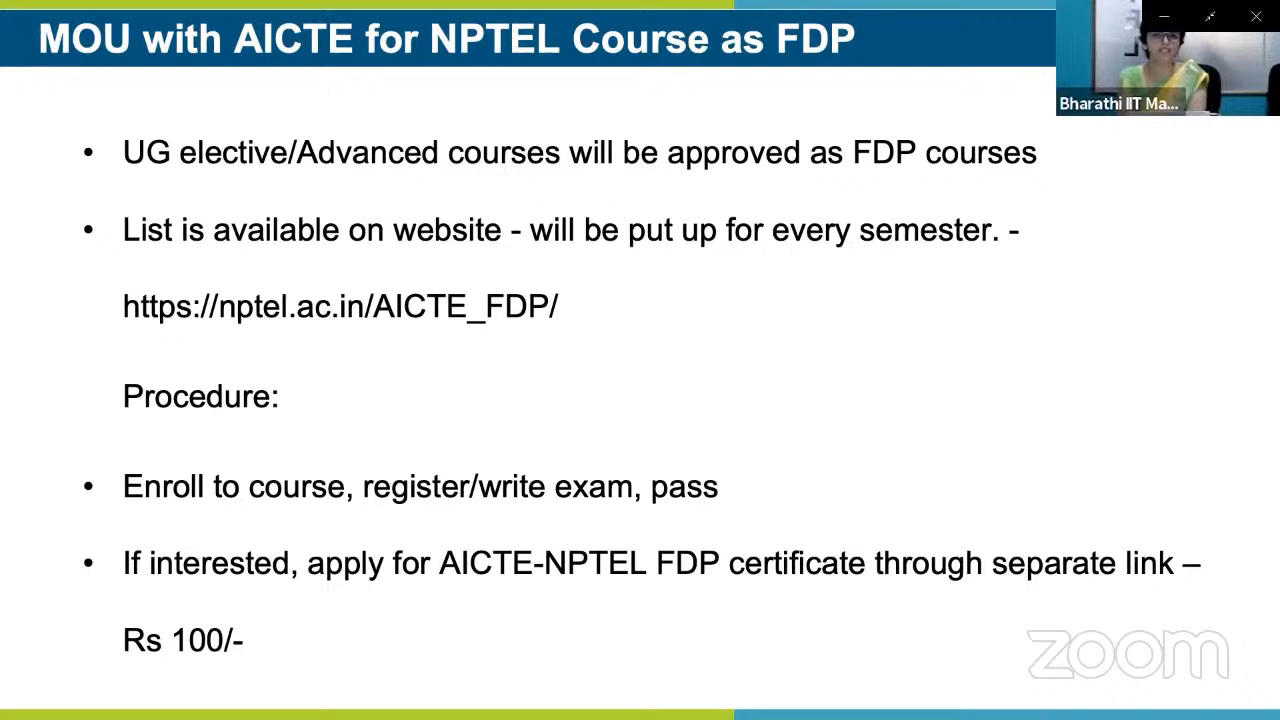 MOU with AICTE for NPTEL Course as FDP
Bharathi IIT Ma...
• UG elective/Advanced courses will be approved as FDP courses
• List is available on website - will be put up for every semester. -
https://nptel.ac.in/AICTE_FDP/
Procedure:
• Enroll to course, register/write exam, pass
• If interested, apply for AICTE-NPTEL FDP certificate through separate link –
Rs 100/-
zoom